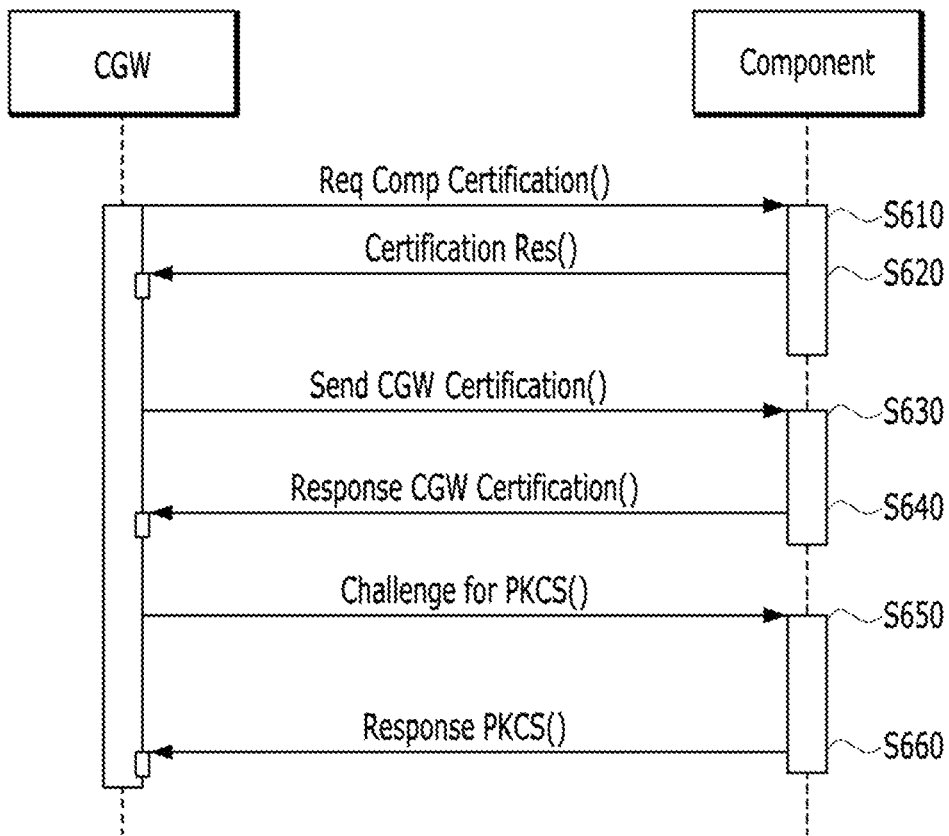 CGW
Component
Req Comp Certification()
S610
Certification Res()
S620
Send CGW Certification()
S630
Response CGW Certification()
S640
Challenge for PKCS()
S650
Response PKCS()
S660